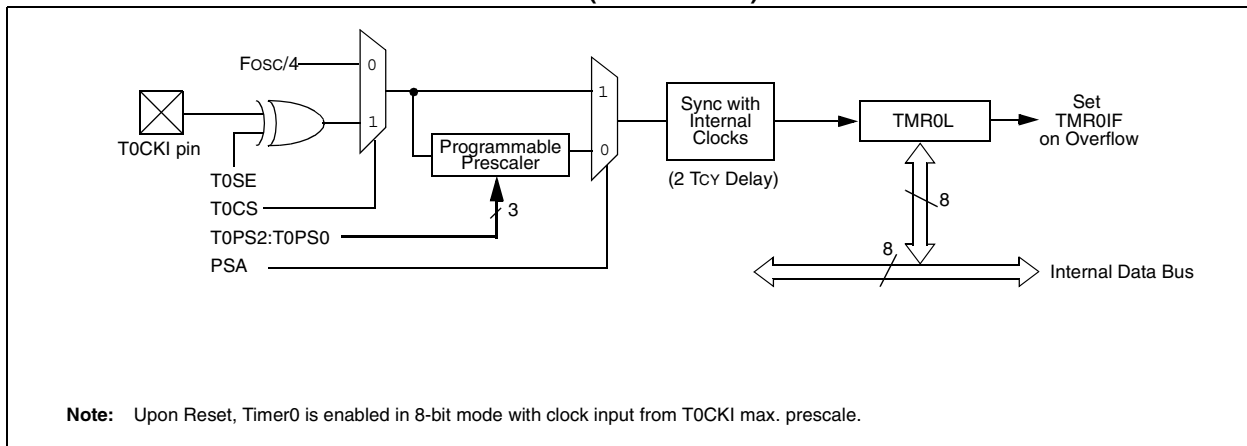 FOSC/4
0
1
T0CKI pin
T0SE
T0CS
T0PS2:T0PS0
PSA
Programmable
Prescaler
3
1
0
Sync with
Internal
Clocks
(2 TCY Delay)
TMR0L
Set
TMR0IF
on Overflow
8
8
Internal Data Bus
Note: Upon Reset, Timer0 is enabled in 8-bit mode with clock input from T0CKI max. prescale.